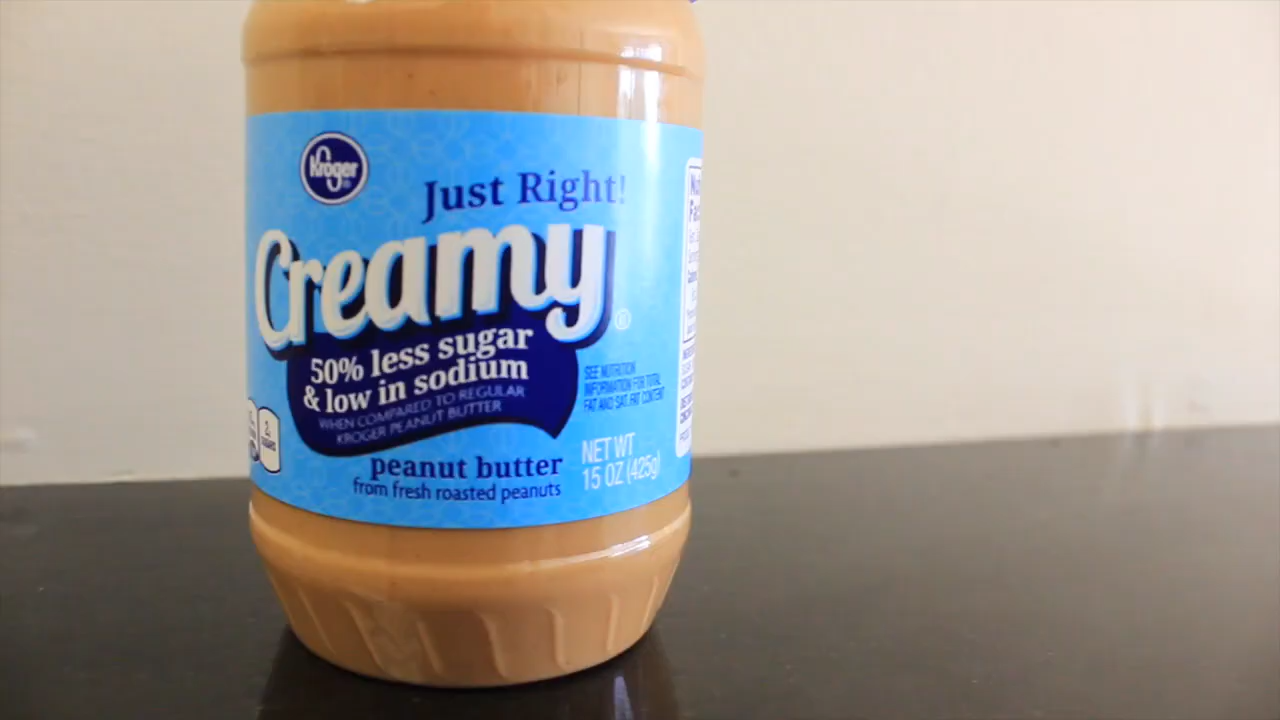 Kroger
Just Right!
Creamy
50% less sugar
& low in sodium
WHEN COMPARED TO REGULAR
KROGER PEANUT BUTTER
SEE NUTRITION
INFORMATION FOR TOTAL
FAT AND SAT. FAT CONTENT
peanut butter
from fresh roasted peanuts
NET WT
15 OZ (425g)